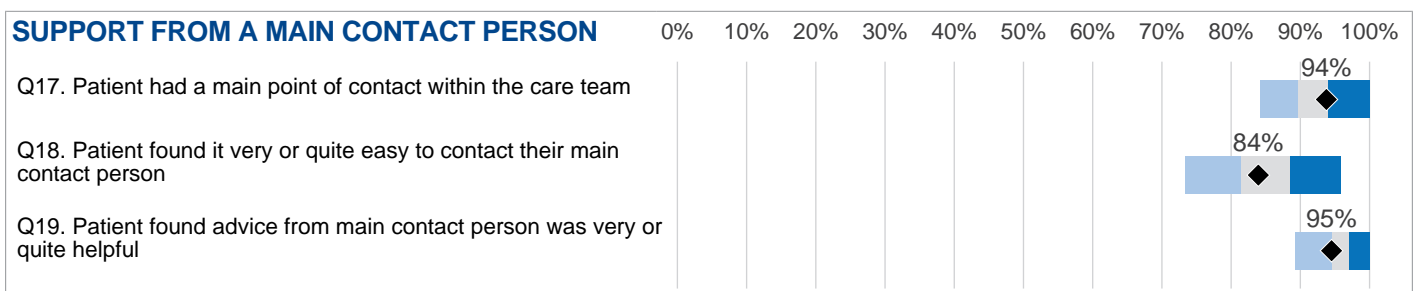 SUPPORT FROM A MAIN CONTACT PERSON 0% 10% 20% 30% 40% 50% 60% 70% 80% 90% 100%
94%
Q17. Patient had a main point of contact within the care team
84%
Q18. Patient found it very or quite easy to contact their main
contact person
95%
Q19. Patient found advice from main contact person was very or
quite helpful